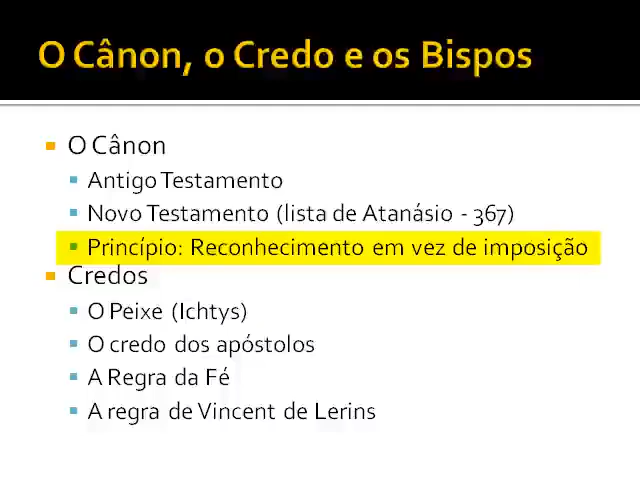 O Cânon, o Credo e os Bispos
O Cânon
Antigo Testamento
Novo Testamento (lista de Atanásio - 367)
Princípio: Reconhecimento em vez de imposição
Credos
O Peixe (Ichtys)
O credo dos apóstolos
A Regra da Fé
A regra de Vincent de Lerins